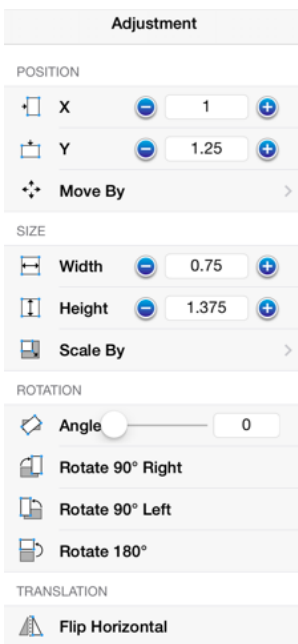 Adjustment
POSITION
X 1
Y 1.25
Move By
SIZE
Width 0.75
Height 1.375
Scale By
ROTATION
Angle 0
Rotate 90° Right
Rotate 90° Left
Rotate 180°
TRANSLATION
Flip Horizontal